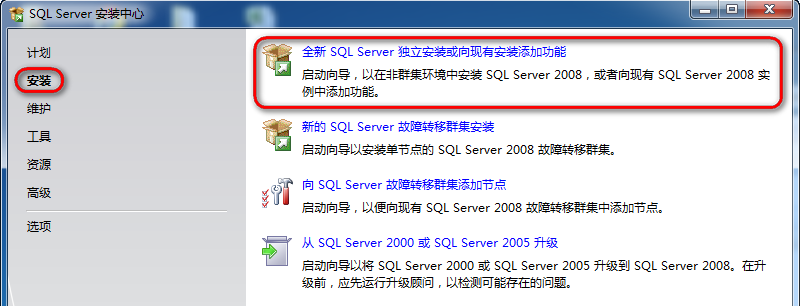 SQL Server 安装中心
计划
安装
维护
工具
资源
高级
选项
全新 SQL Server 独立安装或向现有安装添加功能
启动向导，以在非群集环境中安装 SQL Server 2008，或者向现有 SQL Server 2008 实
例中添加功能。
新的 SQL Server 故障转移群集安装
启动向导以安装单节点的 SQL Server 2008 故障转移群集。
向 SQL Server 故障转移群集添加节点
启动向导，以便向现有 SQL Server 2008 故障转移群集中添加节点。
从 SQL Server 2000 或 SQL Server 2005 升级
启动向导以将 SQL Server 2000 或 SQL Server 2005 升级到 SQL Server 2008。在升
级前，应先运行升级顾问，以检测可能存在的问题。